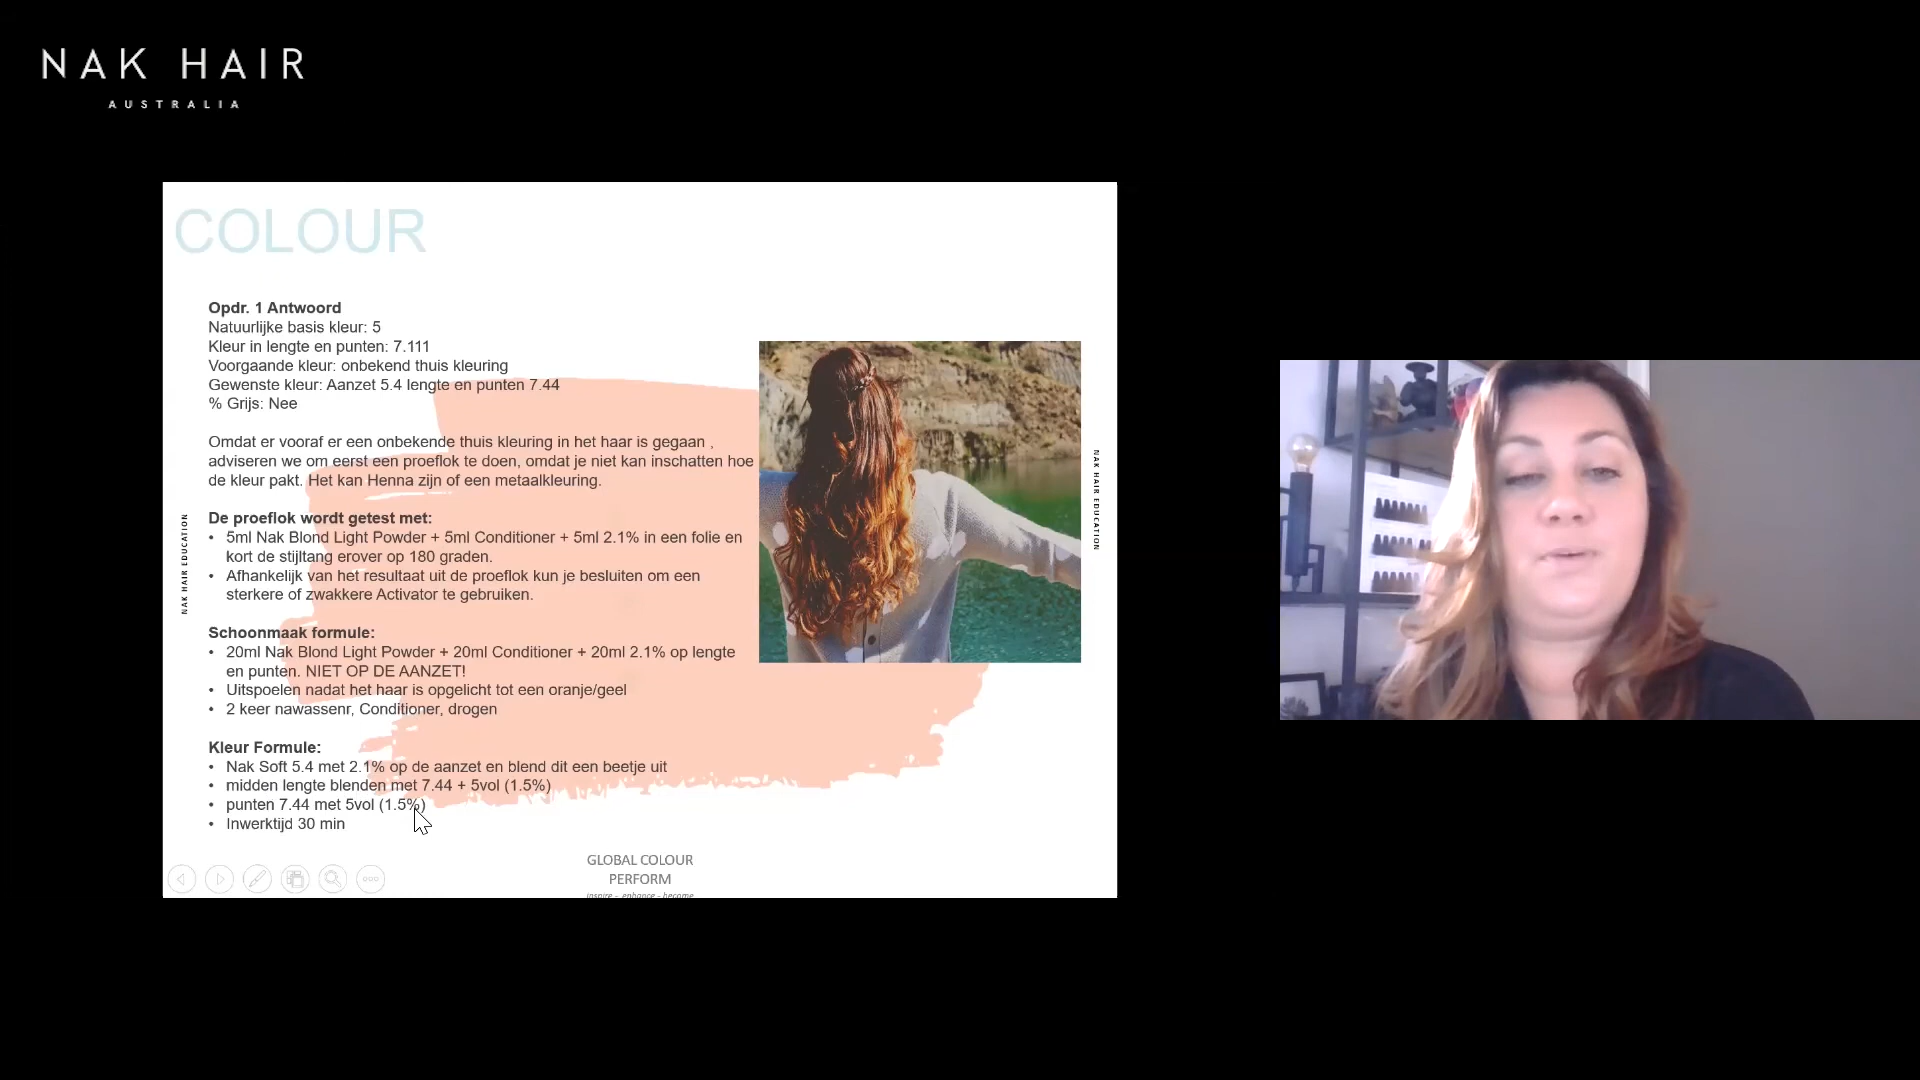 NAK HAIR
AUSTRALIA
COLOUR
Opdr. 1 Antwoord
Natuurlijke basis kleur: 5
Kleur in lengte en punten: 7.111
Voorgaande kleur: onbekend thuis kleuring
Gewenste kleur: Aanzet 5.4 lengte en punten 7.44
% Grijs: Nee
Omdat er vooraf er een onbekende thuis kleuring in het haar is gegaan ,
adviseren we om eerst een proeflok te doen, omdat je niet kan inschatten hoe
de kleur pakt. Het kan Henna zijn of een metaalkleuring.
De proeflok wordt getest met:
• 5ml Nak Blond Light Powder + 5ml Conditioner + 5ml 2.1% in een folie en
kort de stijltang erover op 180 graden.
• Afhankelijk van het resultaat uit de proeflok kun je besluiten om een
sterkere of zwakkere Activator te gebruiken.
Schoonmaak formule:
• 20ml Nak Blond Light Powder + 20ml Conditioner + 20ml 2.1% op lengte
en punten. NIET OP DE AANZET!
• Uitspoelen nadat het haar is opgelicht tot een oranje/geel
• 2 keer nawassenr, Conditioner, drogen
Kleur Formule:
• Nak Soft 5.4 met 2.1% op de aanzet en blend dit een beetje uit
• midden lengte blenden met 7.44 + 5vol (1.5%)
• punten 7.44 met 5vol (1.5%)
• Inwerktijd 30 min
NAK HAIR EDUCATION
NAK HAIR EDUCATION
GLOBAL COLOUR
PERFORM
inspire - enhance - become